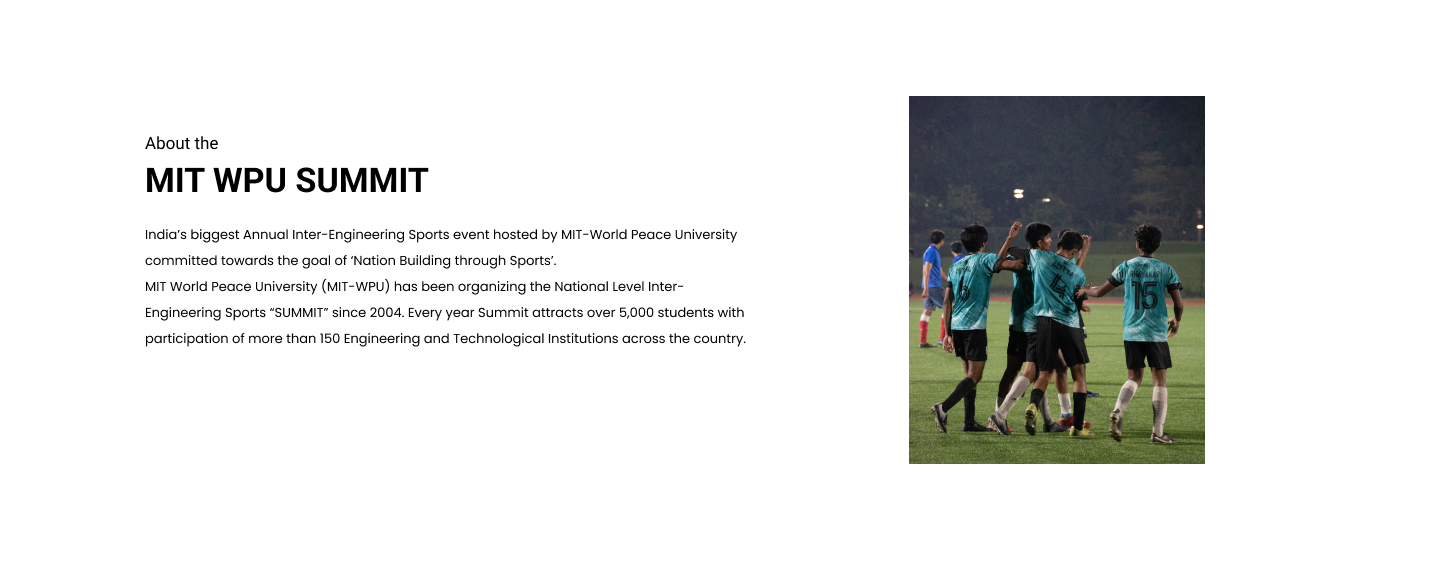 About the
MIT WPU SUMMIT
India’s biggest Annual Inter-Engineering Sports event hosted by MIT-World Peace University
committed towards the goal of ‘Nation Building through Sports’.
MIT World Peace University (MIT-WPU) has been organizing the National Level Inter-
Engineering Sports “SUMMIT” since 2004. Every year Summit attracts over 5,000 students with
participation of more than 150 Engineering and Technological Institutions across the country.
6
4
15